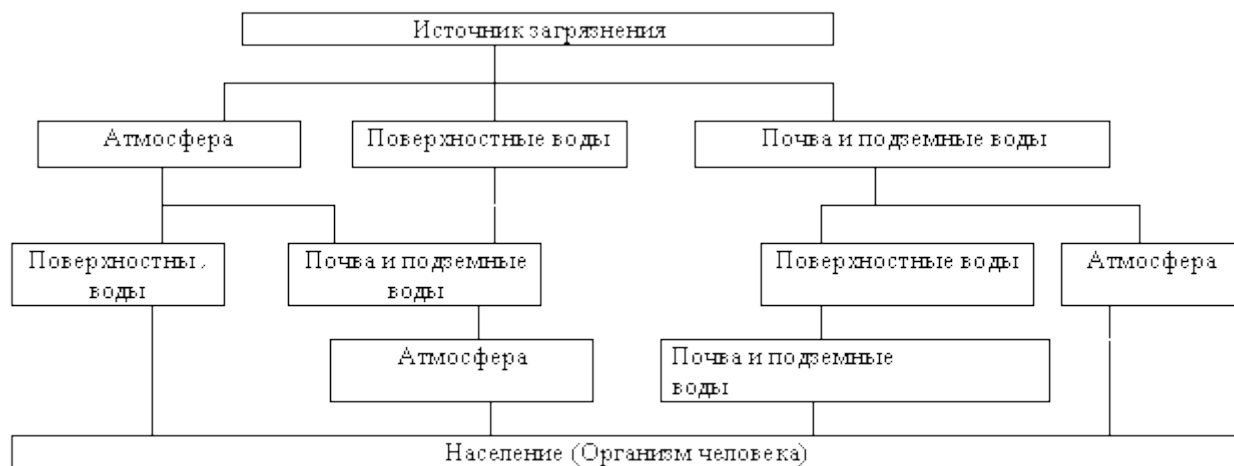 Источник загрязнения
Атмосфера
Поверхностные воды
Почва и подземные воды
Поверхностны
воды
Почва и подземные
воды
Поверхностные воды
Атмосфера
Атмосфера
Почва и подземные
воды
Население (Организм человека)